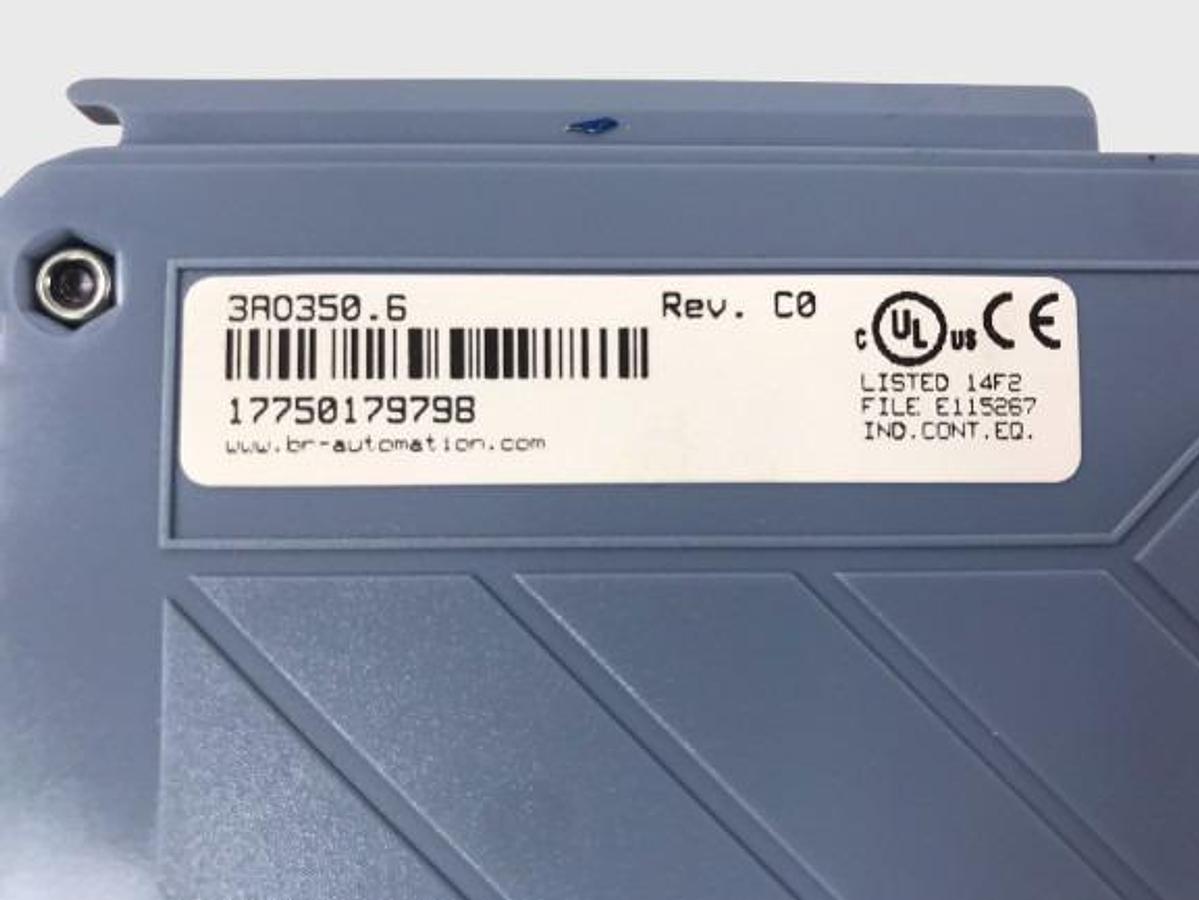 3AO350.6 Rev. C0
17750179798
www.br-automation.com
c UL us CE
LISTED 14F2
FILE E115267
IND.CONT.EQ.